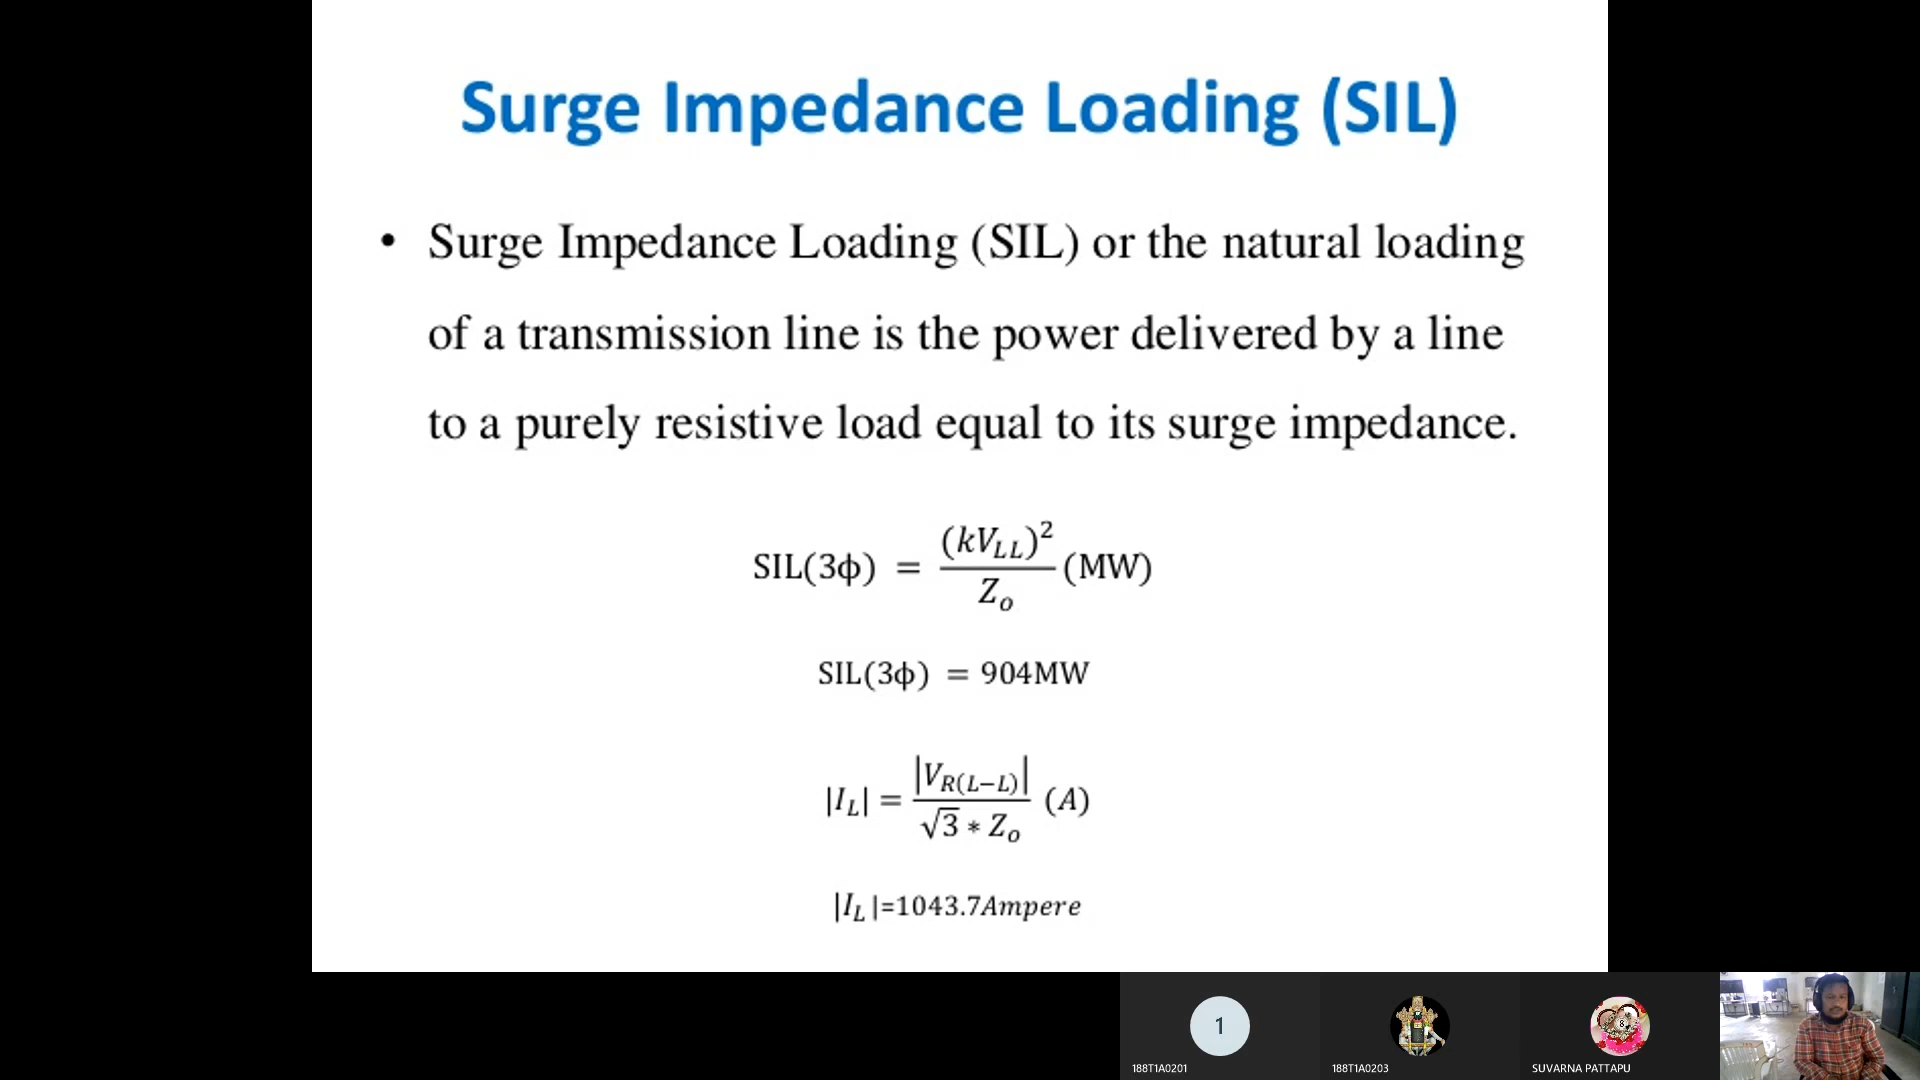 Surge Impedance Loading (SIL)
• Surge Impedance Loading (SIL) or the natural loading
of a transmission line is the power delivered by a line
to a purely resistive load equal to its surge impedance.
SIL(3ϕ) = (kV_LL)²/Z_o (MW)
SIL(3ϕ) = 904MW
|I_L| = |V_R(L−L)|/(√3 * Z_o) (A)
|I_L|=1043.7Ampere
1
188T1A0201
188T1A0203
SUVARNA PATTAPU